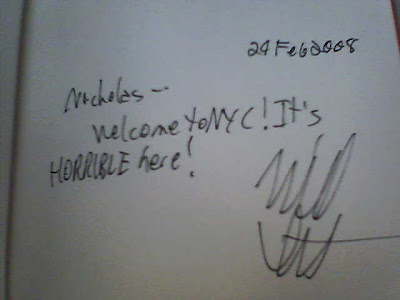 24 Feb 2008
Nicholas --
Welcome to NYC! It's
HORRIBLE here!